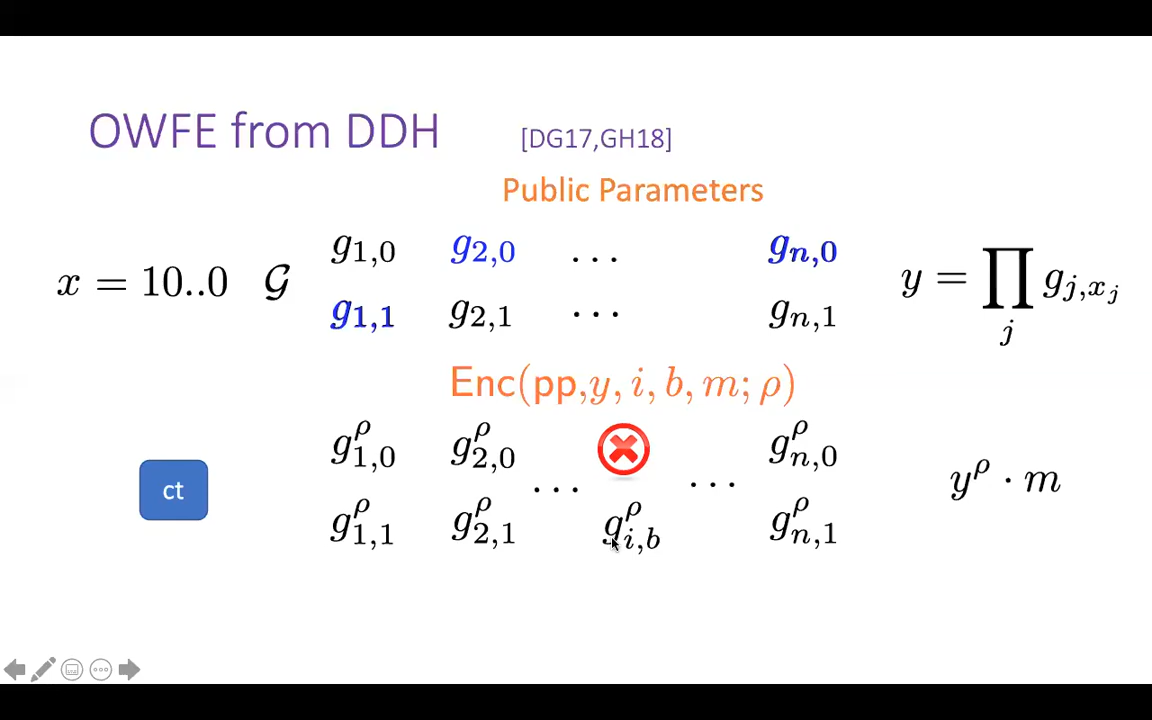 OWFE from DDH [DG17,GH18]
Public Parameters
g_{1,0} g_{2,0} ... g_{n,0}
x = 10..0 𝒢 y = ∏_j g_{j,x_j}
g_{1,1} g_{2,1} ... g_{n,1}
Enc(pp,y, i, b, m; ρ)
g^ρ_{1,0} g^ρ_{2,0} g^ρ_{n,0}
ct ... ... y^ρ · m
g^ρ_{1,1} g^ρ_{2,1} g^ρ_{i,b} g^ρ_{n,1}